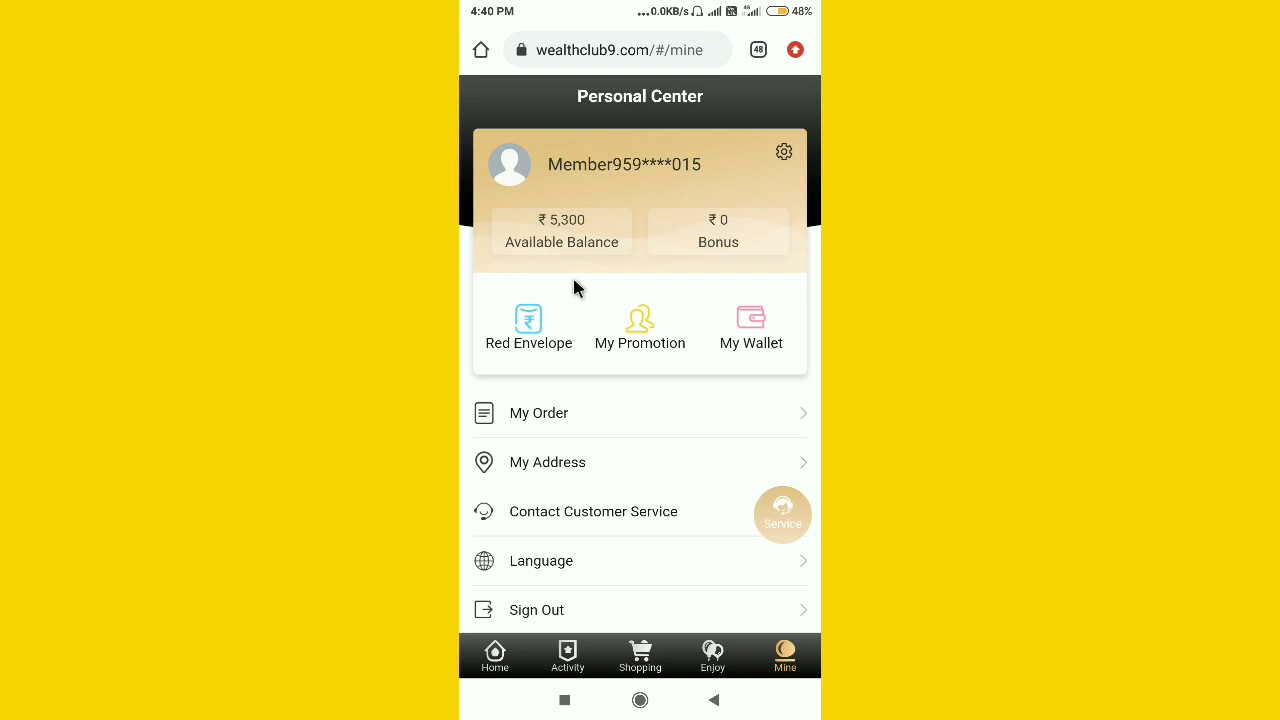 4:40 PM
...0.0KB/s
48%
wealthclub9.com/#/mine
48
Personal Center
Member959****015
₹ 5,300
₹ 0
Available Balance
Bonus
Red Envelope
My Promotion
My Wallet
My Order
My Address
Contact Customer Service
Service
Language
Sign Out
Home
Activity
Shopping
Enjoy
Mine